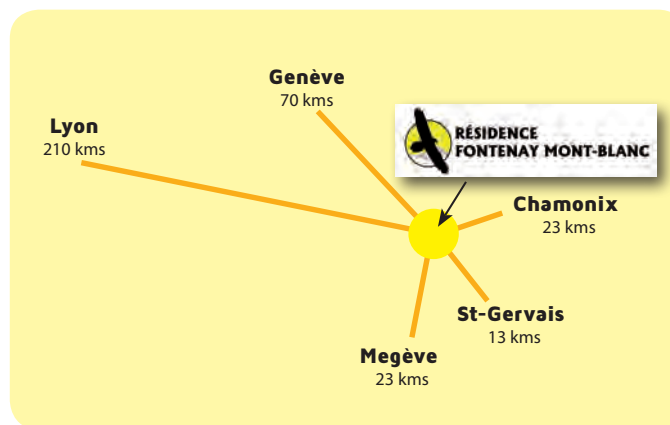 Genève
70 kms
Lyon
210 kms
RÉSIDENCE
FONTENAY MONT-BLANC
Chamonix
23 kms
St-Gervais
13 kms
Megève
23 kms